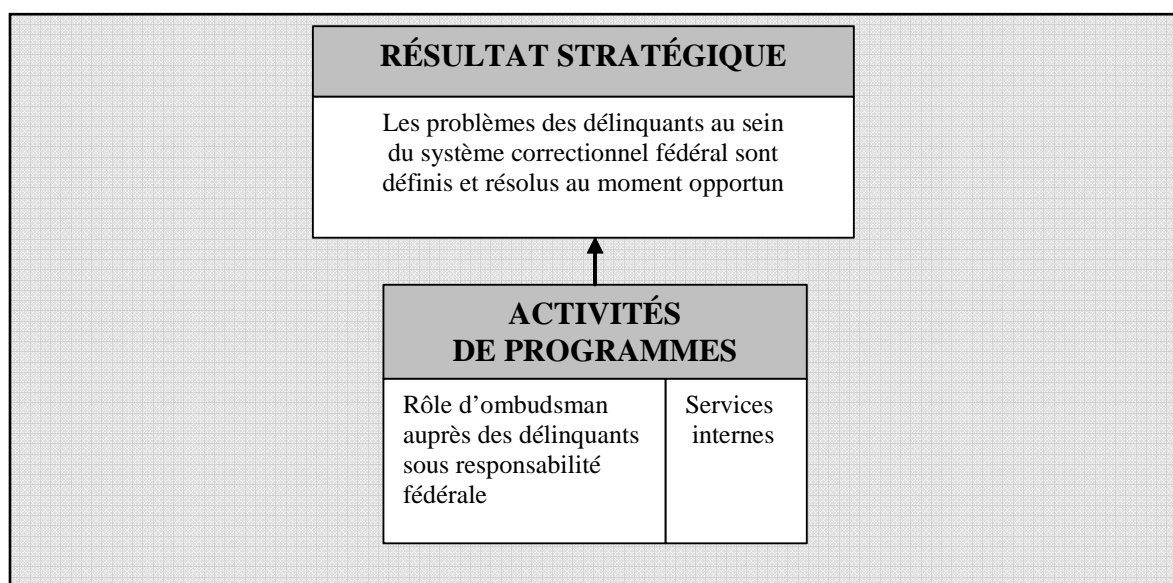 RÉSULTAT STRATÉGIQUE
Les problèmes des délinquants au sein
du système correctionnel fédéral sont
définis et résolus au moment opportun
ACTIVITÉS
DE PROGRAMMES
Rôle d’ombudsman
auprès des délinquants
sous responsabilité
fédérale
Services
internes